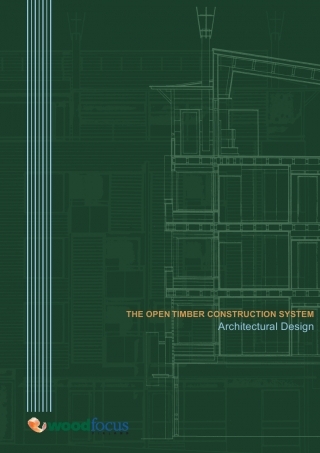 THE OPEN TIMBER CONSTRUCTION SYSTEM
Architectural Design
woodfocus